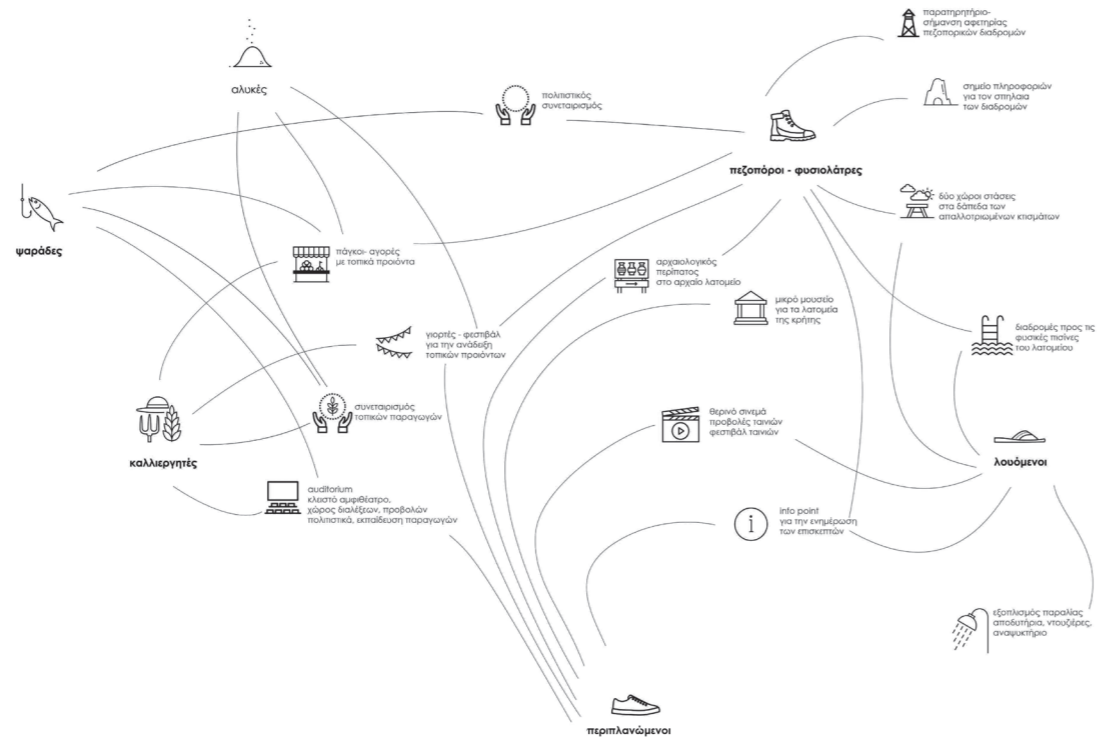 παρατηρητήριο-
σήμανση αφετηρίας
πεζοπορικών διαδρομών
αλυκές
σημείο πληροφοριών
για τον σπηλαια
των διαδρομών
πολιτιστικός
συνεταιρισμός
πεζοπόροι - φυσιολάτρες
δύο χώροι στάσεις
στα δάπεδα των
απαλλοτριωμένων κτισμάτων
ψαράδες
πάγκοι- αγορές
με τοπικά προιόντα
αρχαιολογικός
περίπατος
στο αρχαίο λατομείο
μικρό μουσείο
για τα λατομεία
της κρήτης
διαδρομές προς τις
φυσικές πισίνες
του λατομείου
γιορτές - φεστιβάλ
για την ανάδειξη
τοπικών προιόντων
συνεταιρισμός
τοπικών παραγωγών
θερινό σινεμά
προβολές ταινιών
φεστιβάλ ταινιών
καλλιεργητές
λουόμενοι
auditorium
κλειστό αμφιθέατρο,
χώρος διαλέξεων, προβολών
πολιτιστικά, εκπαίδευση παραγωγών
i
info point
για την ενημέρωση
των επισκεπτών
εξοπλισμός παραλίας
αποδυτήρια, ντουζιέρες,
αναψυκτήριο
περιπλανώμενοι